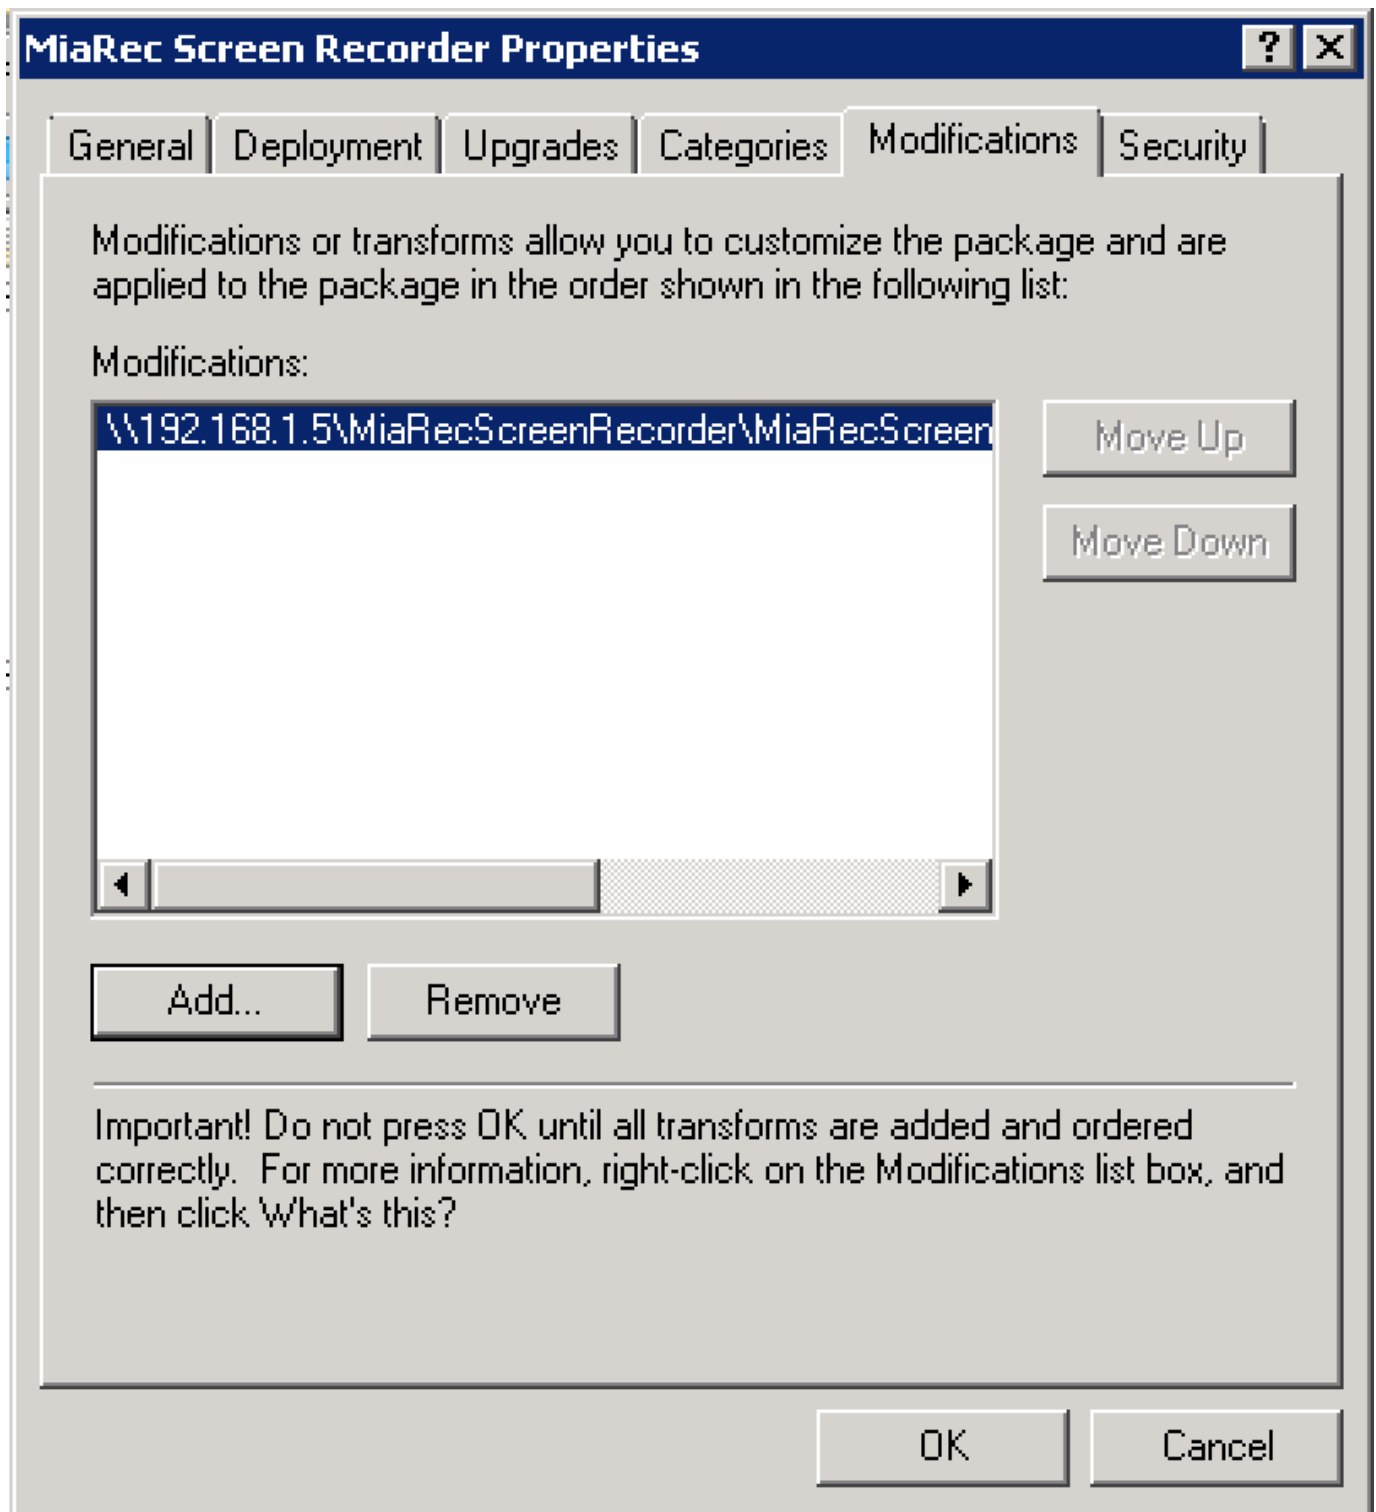 MiaRec Screen Recorder Properties
General Deployment Upgrades Categories Modifications Security
Modifications or transforms allow you to customize the package and are
applied to the package in the order shown in the following list:
Modifications:
\\192.168.1.5\MiaRecScreenRecorder\MiaRecScreen
Move Up
Move Down
Add... Remove
Important! Do not press OK until all transforms are added and ordered
correctly.  For more information, right-click on the Modifications list box, and
then click What's this?
OK Cancel